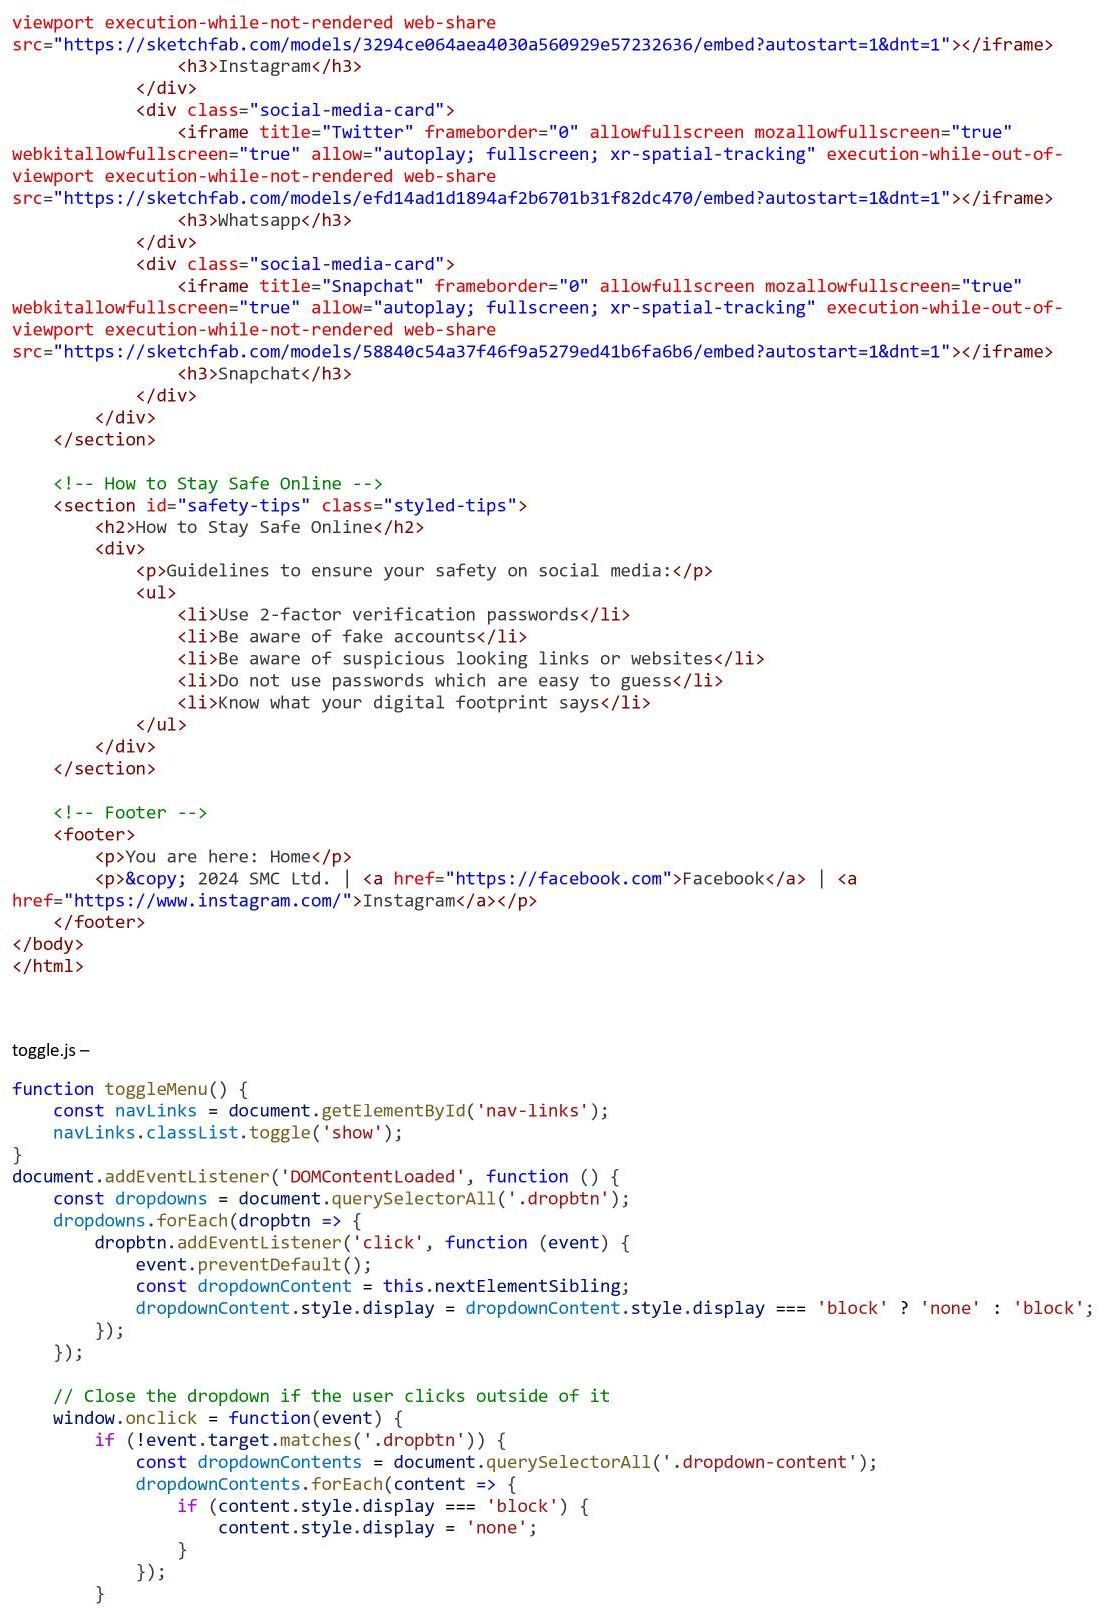 viewport execution-while-not-rendered web-share
src="https://sketchfab.com/models/3294ce064aea4030a560929e57232636/embed?autostart=1&dnt=1"></iframe>
                <h3>Instagram</h3>
            </div>
            <div class="social-media-card">
                <iframe title="Twitter" frameborder="0" allowfullscreen mozallowfullscreen="true"
webkitallowfullscreen="true" allow="autoplay; fullscreen; xr-spatial-tracking" execution-while-out-of-
viewport execution-while-not-rendered web-share
src="https://sketchfab.com/models/efd14ad1d1894af2b6701b31f82dc470/embed?autostart=1&dnt=1"></iframe>
                <h3>Whatsapp</h3>
            </div>
            <div class="social-media-card">
                <iframe title="Snapchat" frameborder="0" allowfullscreen mozallowfullscreen="true"
webkitallowfullscreen="true" allow="autoplay; fullscreen; xr-spatial-tracking" execution-while-out-of-
viewport execution-while-not-rendered web-share
src="https://sketchfab.com/models/58840c54a37f46f9a5279ed41b6fa6b6/embed?autostart=1&dnt=1"></iframe>
                <h3>Snapchat</h3>
            </div>
        </div>
    </section>

    <!-- How to Stay Safe Online -->
    <section id="safety-tips" class="styled-tips">
        <h2>How to Stay Safe Online</h2>
        <div>
            <p>Guidelines to ensure your safety on social media:</p>
            <ul>
                <li>Use 2-factor verification passwords</li>
                <li>Be aware of fake accounts</li>
                <li>Be aware of suspicious looking links or websites</li>
                <li>Do not use passwords which are easy to guess</li>
                <li>Know what your digital footprint says</li>
            </ul>
        </div>
    </section>

    <!-- Footer -->
    <footer>
        <p>You are here: Home</p>
        <p>&copy; 2024 SMC Ltd. | <a href="https://facebook.com">Facebook</a> | <a
href="https://www.instagram.com/">Instagram</a></p>
    </footer>
</body>
</html>

toggle.js –

function toggleMenu() {
    const navLinks = document.getElementById('nav-links');
    navLinks.classList.toggle('show');
}
document.addEventListener('DOMContentLoaded', function () {
    const dropdowns = document.querySelectorAll('.dropbtn');
    dropdowns.forEach(dropbtn => {
        dropbtn.addEventListener('click', function (event) {
            event.preventDefault();
            const dropdownContent = this.nextElementSibling;
            dropdownContent.style.display = dropdownContent.style.display === 'block' ? 'none' : 'block';
        });
    });

    // Close the dropdown if the user clicks outside of it
    window.onclick = function(event) {
        if (!event.target.matches('.dropbtn')) {
            const dropdownContents = document.querySelectorAll('.dropdown-content');
            dropdownContents.forEach(content => {
                if (content.style.display === 'block') {
                    content.style.display = 'none';
                }
            });
        }